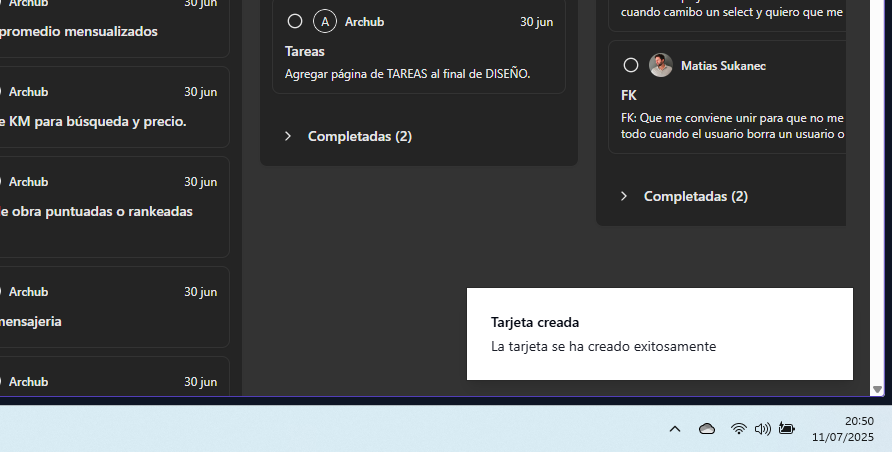 Archub 30 jun
promedio mensualizados
Archub 30 jun
e KM para búsqueda y precio.
Archub 30 jun
de obra puntuadas o rankeadas
Archub 30 jun
mensajeria
Archub 30 jun
A Archub 30 jun
Tareas
Agregar página de TAREAS al final de DISEÑO.
Completadas (2)
cuando camibo un select y quiero que me
Matias Sukanec
FK
FK: Que me conviene unir para que no me
todo cuando el usuario borra un usuario o
Completadas (2)
Tarjeta creada
La tarjeta se ha creado exitosamente
20:50
11/07/2025